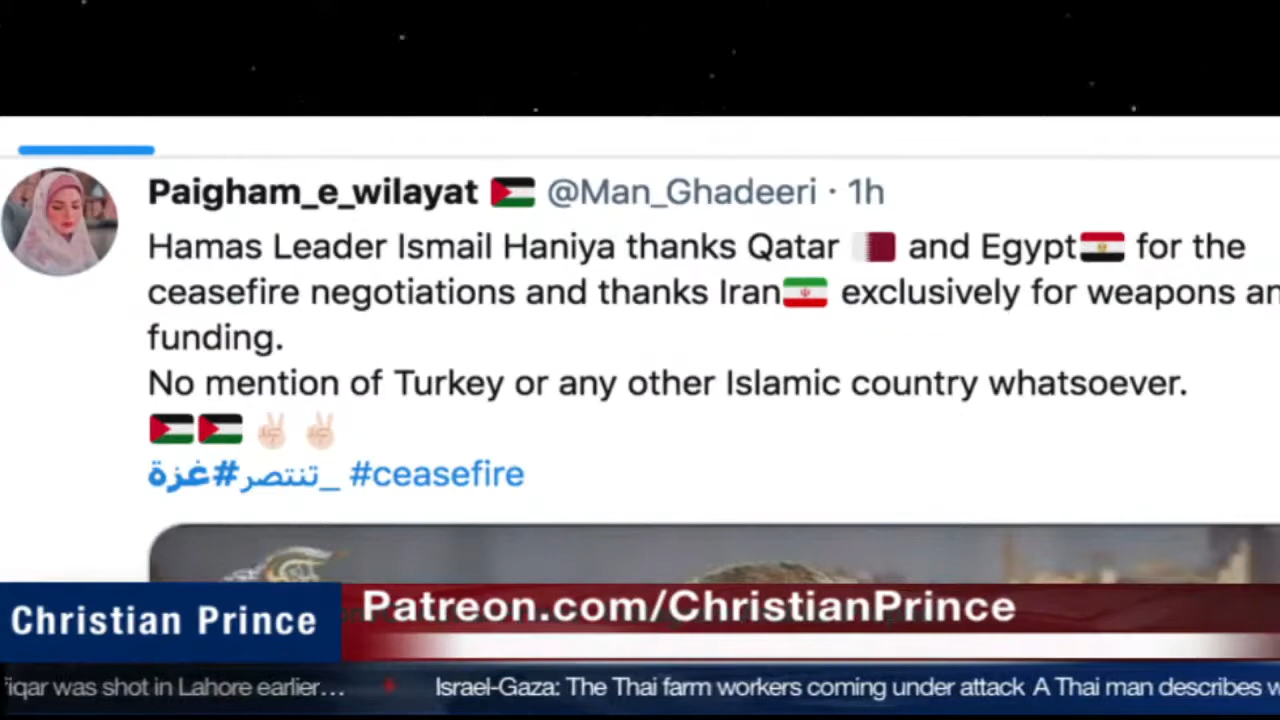 Paigham_e_wilayat 🇵🇸 @Man_Ghadeeri · 1h
Hamas Leader Ismail Haniya thanks Qatar 🇶🇦 and Egypt🇪🇬 for the
ceasefire negotiations and thanks Iran🇮🇷 exclusively for weapons an
funding.
No mention of Turkey or any other Islamic country whatsoever.
🇵🇸🇵🇸✌🏻✌🏻
#غزة_تنتصر #ceasefire
Christian Prince
Patreon.com/ChristianPrince
was shot in Lahore earlier... Israel-Gaza: The Thai farm workers coming under attack A Thai man describes